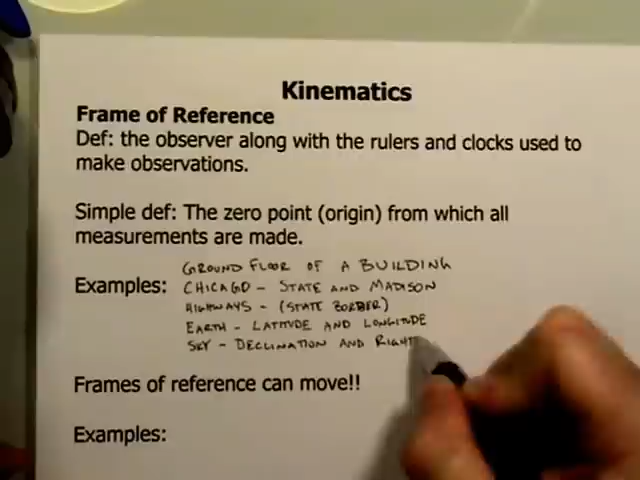 Kinematics
Frame of Reference
Def: the observer along with the rulers and clocks used to
make observations.
Simple def: The zero point (origin) from which all
measurements are made.
GROUND FLOOR OF A BUILDING
Examples: CHICAGO - STATE AND MADISON
HIGHWAYS - (STATE BORDER)
EARTH - LATITUDE AND LONGITUDE
SKY - DECLINATION AND RIGHT
Frames of reference can move!!
Examples: